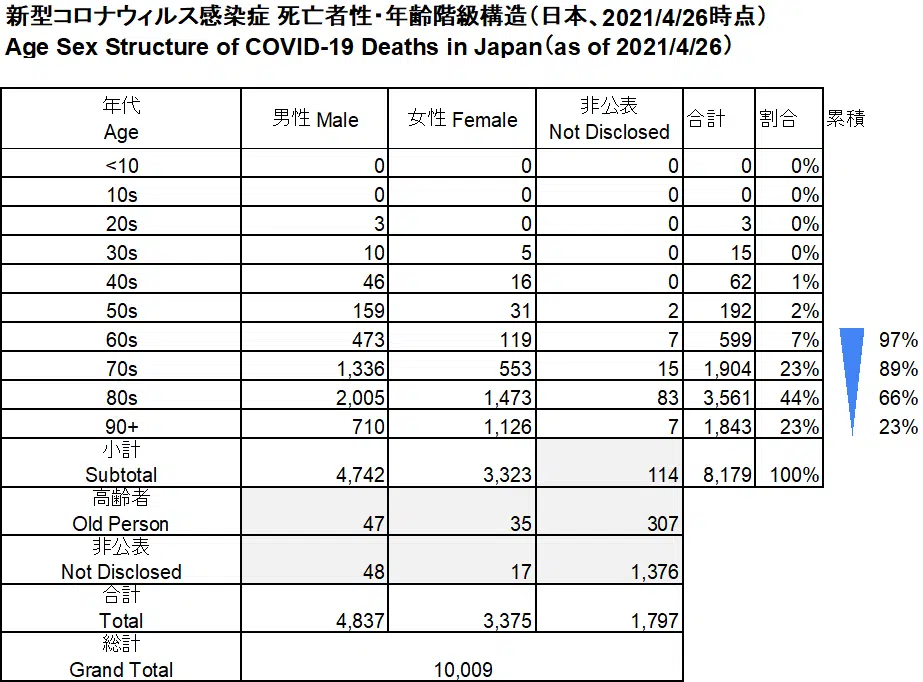 新型コロナウィルス感染症 死亡者性・年齢階級構造（日本、2021/4/26時点）
Age Sex Structure of COVID-19 Deaths in Japan（as of 2021/4/26）
年代 Age 男性 Male 女性 Female 非公表 Not Disclosed 合計 割合 累積
<10 0 0 0 0 0%
10s 0 0 0 0 0%
20s 3 0 0 3 0%
30s 10 5 0 15 0%
40s 46 16 0 62 1%
50s 159 31 2 192 2%
60s 473 119 7 599 7% 97%
70s 1,336 553 15 1,904 23% 89%
80s 2,005 1,473 83 3,561 44% 66%
90+ 710 1,126 7 1,843 23% 23%
小計
Subtotal 4,742 3,323 114 8,179 100%
高齢者
Old Person 47 35 307
非公表
Not Disclosed 48 17 1,376
合計
Total 4,837 3,375 1,797
総計
Grand Total 10,009